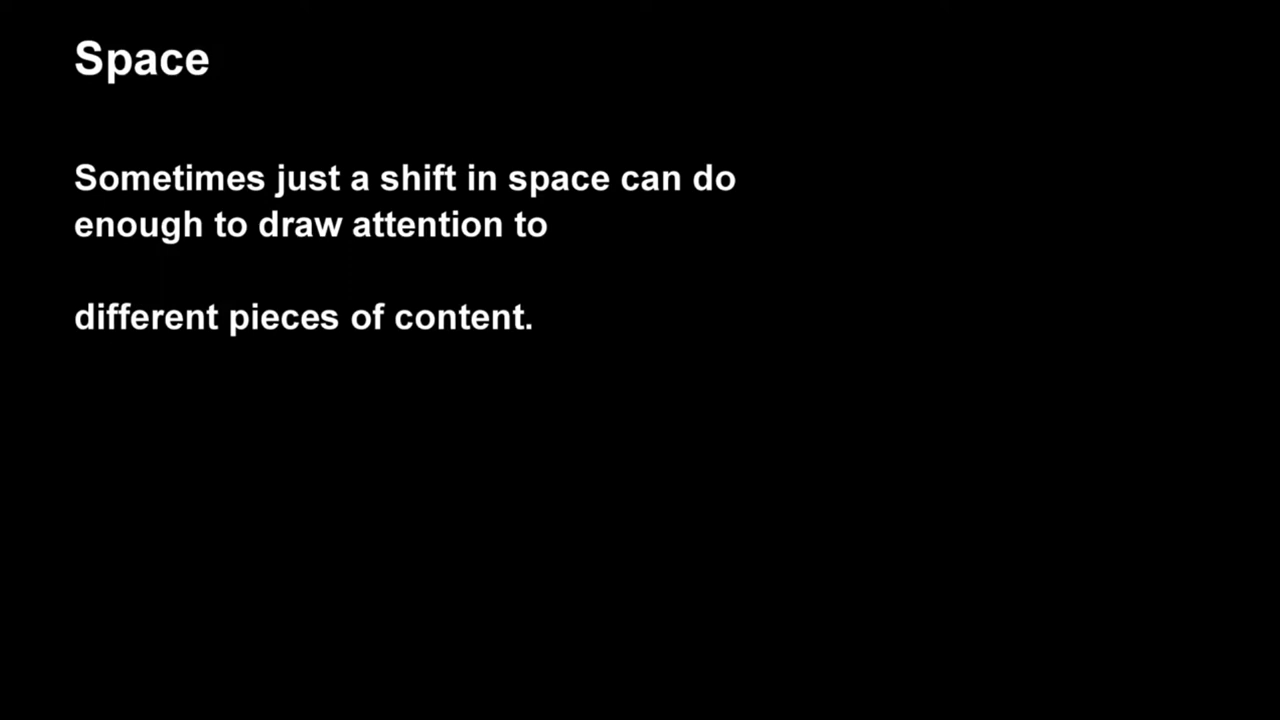 Space
Sometimes just a shift in space can do
enough to draw attention to
different pieces of content.